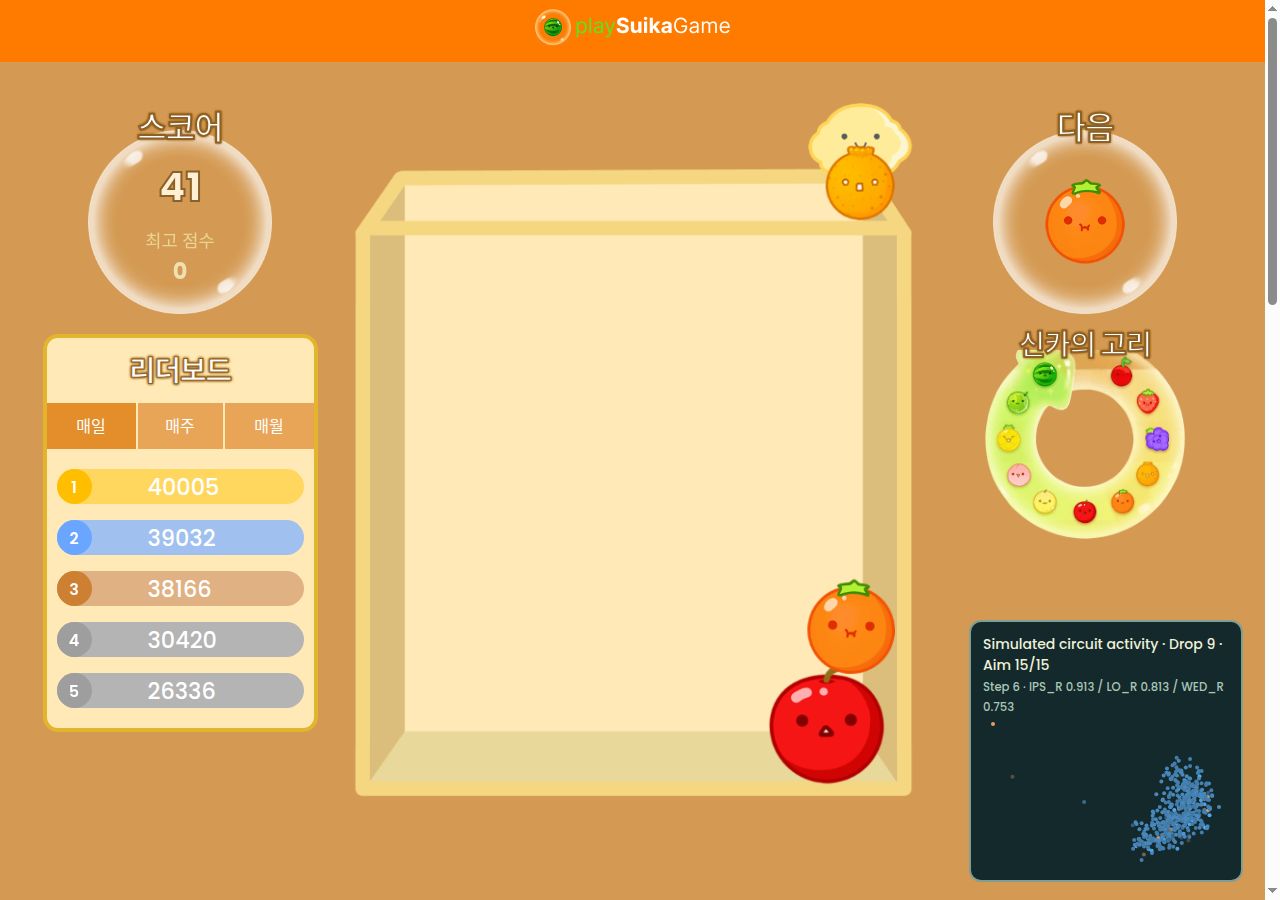 playSuikaGame
스코어
41
최고 점수
0
리더보드
매일
매주
매월
1 40005
2 39032
3 38166
4 30420
5 26336
다음
신카의 고리
Simulated circuit activity · Drop 9 ·
Aim 15/15
Step 6 · IPS_R 0.913 / LO_R 0.813 / WED_R
0.753